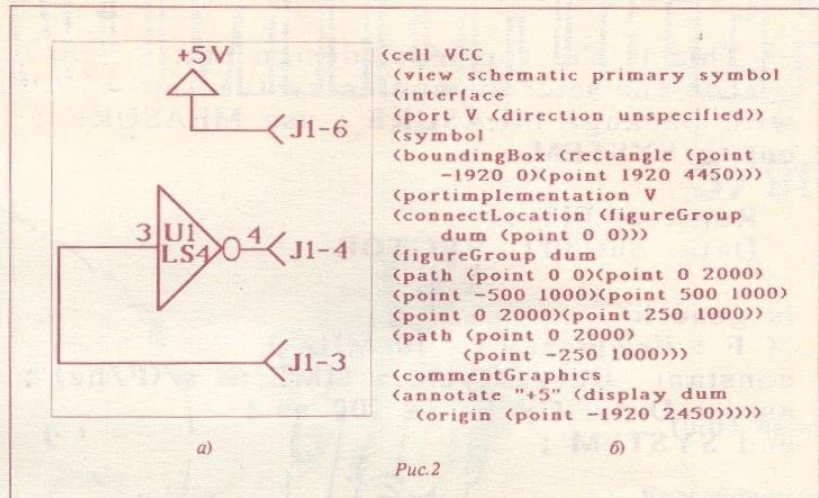 +5V
J1-6
3
U1
LS4
4
J1-4
J1-3
(cell VCC
(view schematic primary symbol
(interface
(port V (direction unspecified))
(symbol
(boundingBox (rectangle (point
-1920 0)(point 1920 4450)))
(portimplementation V
(connectLocation (figureGroup
dum (point 0 0)))
(figureGroup dum
(path (point 0 0)(point 0 2000)
(point -500 1000)(point 500 1000)
(point 0 2000)(point 250 1000))
(path (point 0 2000)
(point -250 1000)))
(commentGraphics
(annotate "+5" (display dum
(origin (point -1920 2450)))))
а)
б)
Рис.2